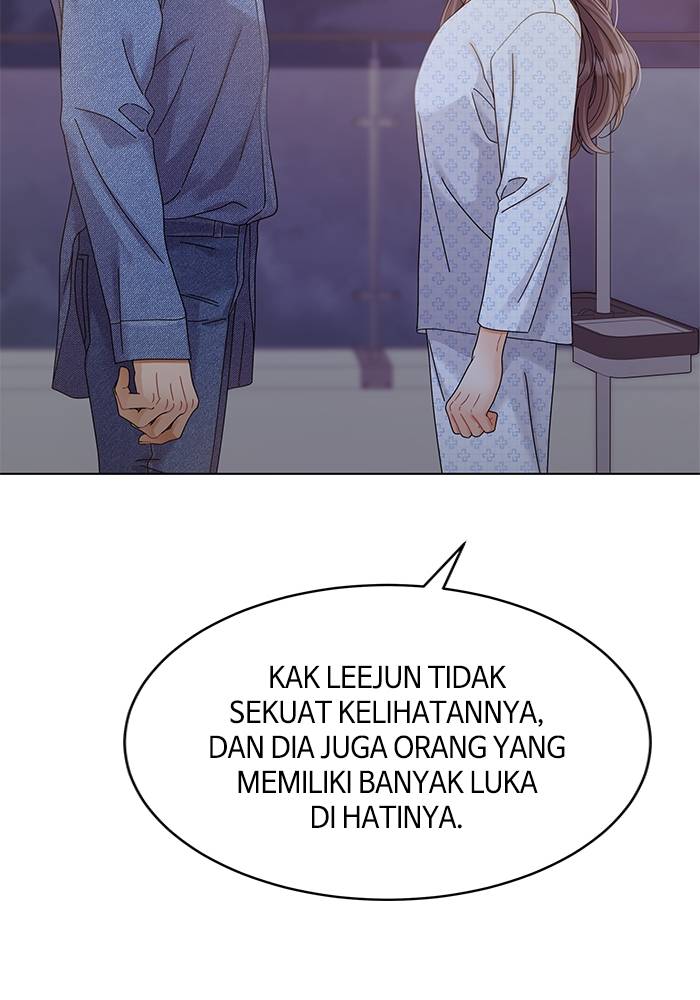 KAK LEEJUN TIDAK
SEKUAT KELIHATANNYA,
DAN DIA JUGA ORANG YANG
MEMILIKI BANYAK LUKA
DI HATINYA.